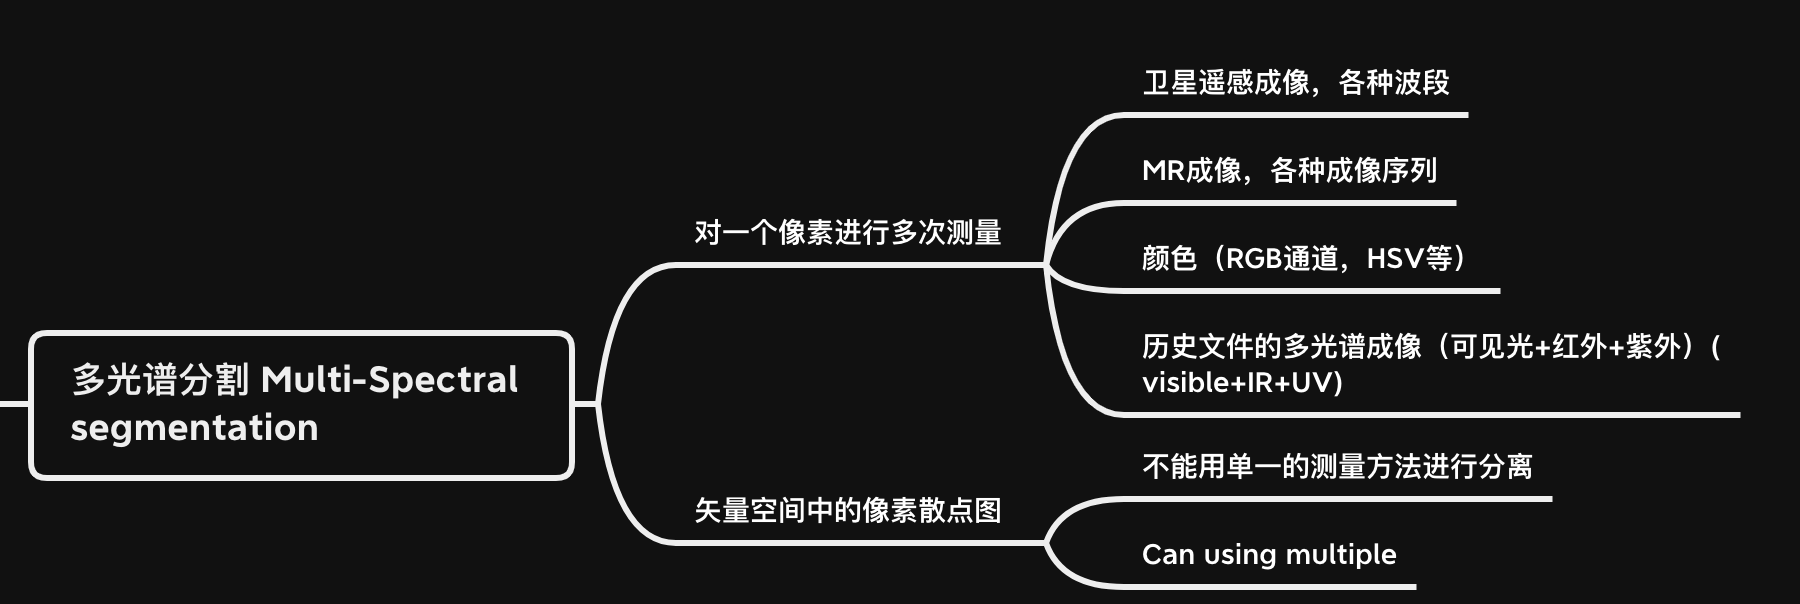 多光谱分割 Multi-Spectral
segmentation
对一个像素进行多次测量
卫星遥感成像，各种波段
MR成像，各种成像序列
颜色（RGB通道，HSV等）
历史文件的多光谱成像（可见光+红外+紫外）(
visible+IR+UV)
矢量空间中的像素散点图
不能用单一的测量方法进行分离
Can using multiple